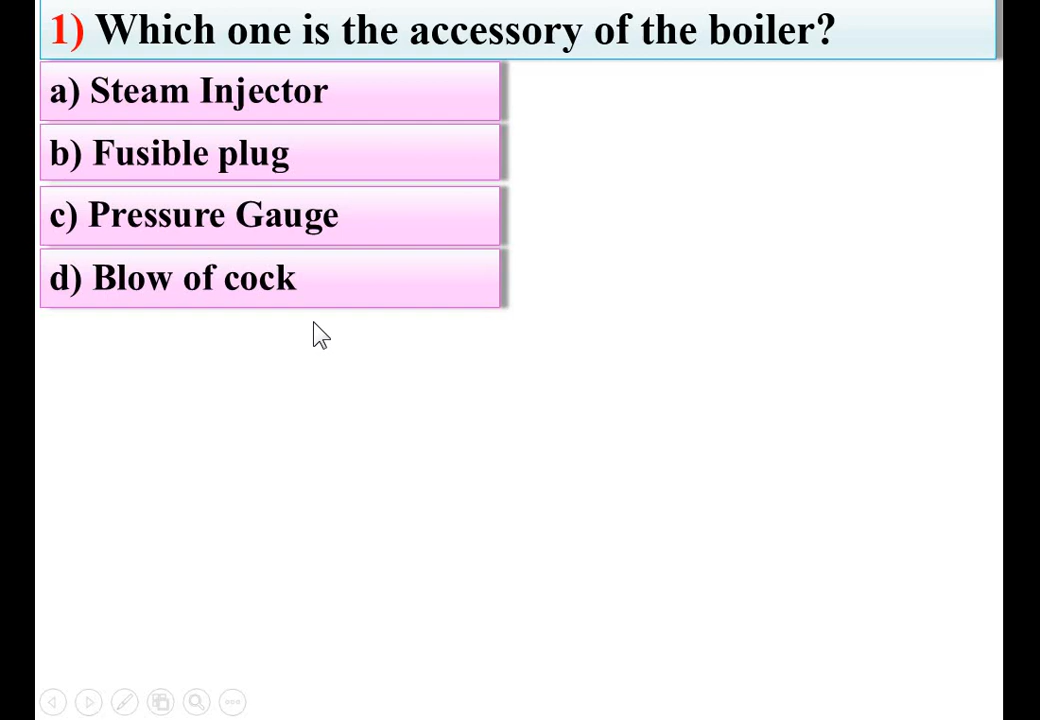 1) Which one is the accessory of the boiler?
a) Steam Injector
b) Fusible plug
c) Pressure Gauge
d) Blow of cock